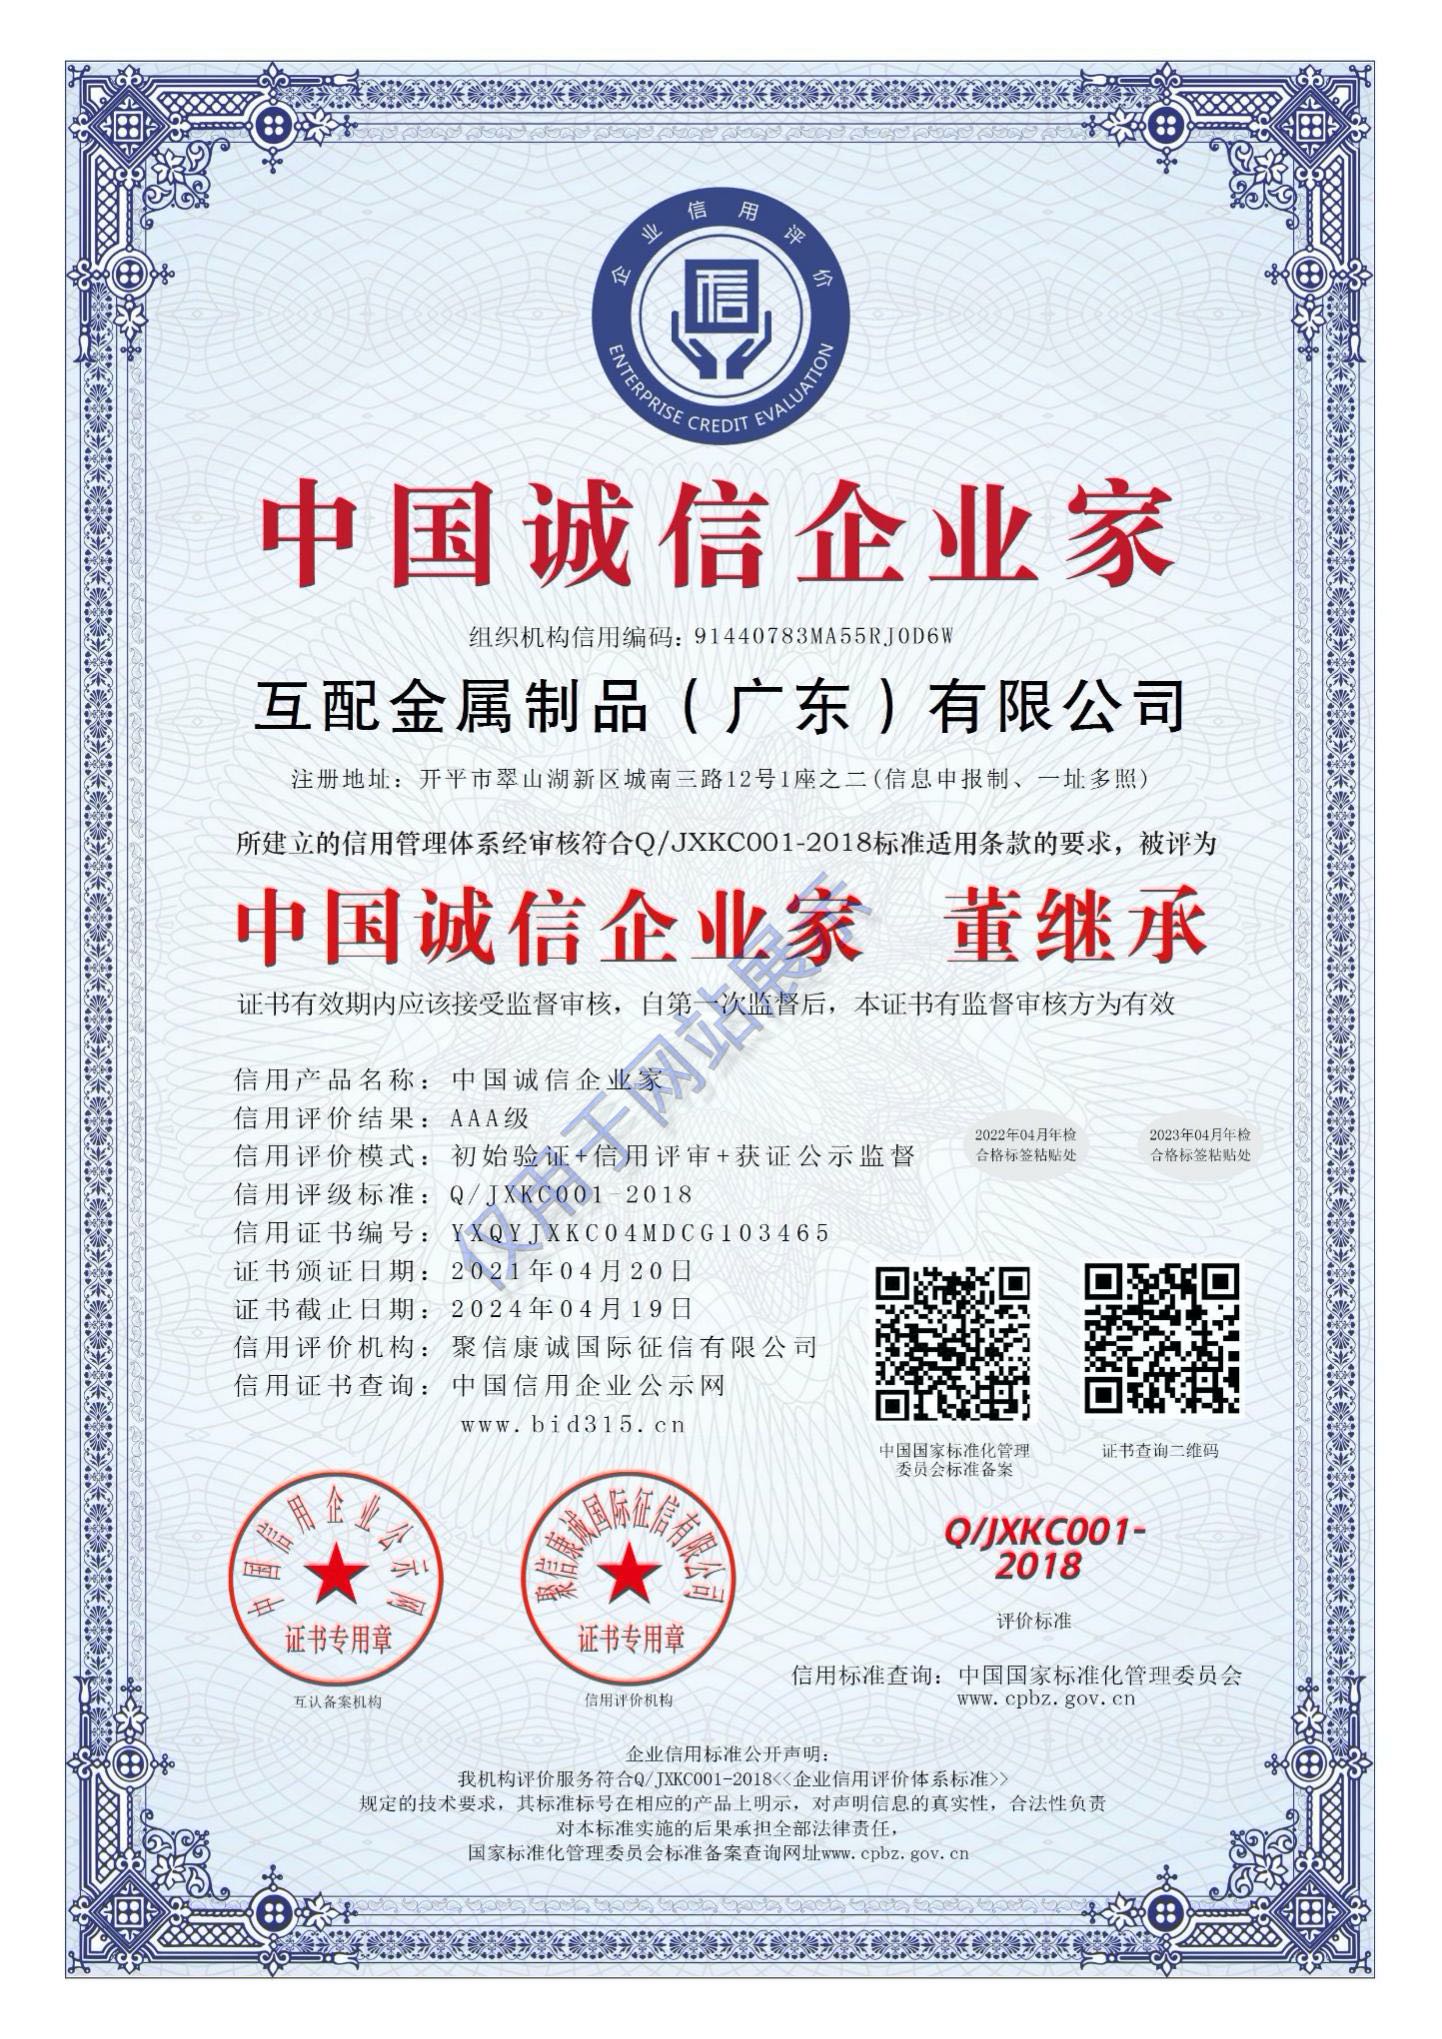 企业信用评价
ENTERPRISE CREDIT EVALUATION
信
中国诚信企业家
组织机构信用编码：91440783MA55RJ0D6W
互配金属制品（广东）有限公司
注册地址：开平市翠山湖新区城南三路12号1座之二(信息申报制、一址多照)
所建立的信用管理体系经审核符合Q/JXKC001-2018标准适用条款的要求，被评为
中国诚信企业家 董继承
证书有效期内应该接受监督审核，自第一次监督后，本证书有监督审核方为有效
仅用于网站展示
信用产品名称：中国诚信企业家
信用评价结果：AAA级
信用评价模式：初始验证+信用评审+获证公示监督
信用评级标准：Q/JXKC001-2018
信用证书编号：YXQYJXKC04MDCG103465
证书颁证日期：2021年04月20日
证书截止日期：2024年04月19日
信用评价机构：聚信康诚国际征信有限公司
信用证书查询：中国信用企业公示网
www.bid315.cn
2022年04月年检
合格标签粘贴处
2023年04月年检
合格标签粘贴处
中国国家标准化管理
委员会标准备案
证书查询二维码
中国信用企业公示网
证书专用章
互认备案机构
聚信康诚国际征信有限公司
证书专用章
信用评价机构
Q/JXKC001-
2018
评价标准
信用标准查询：中国国家标准化管理委员会
www.cpbz.gov.cn
企业信用标准公开声明：
我机构评价服务符合Q/JXKC001-2018<<企业信用评价体系标准>>
规定的技术要求，其标准标号在相应的产品上明示，对声明信息的真实性，合法性负责
对本标准实施的后果承担全部法律责任，
国家标准化管理委员会标准备案查询网址www.cpbz.gov.cn